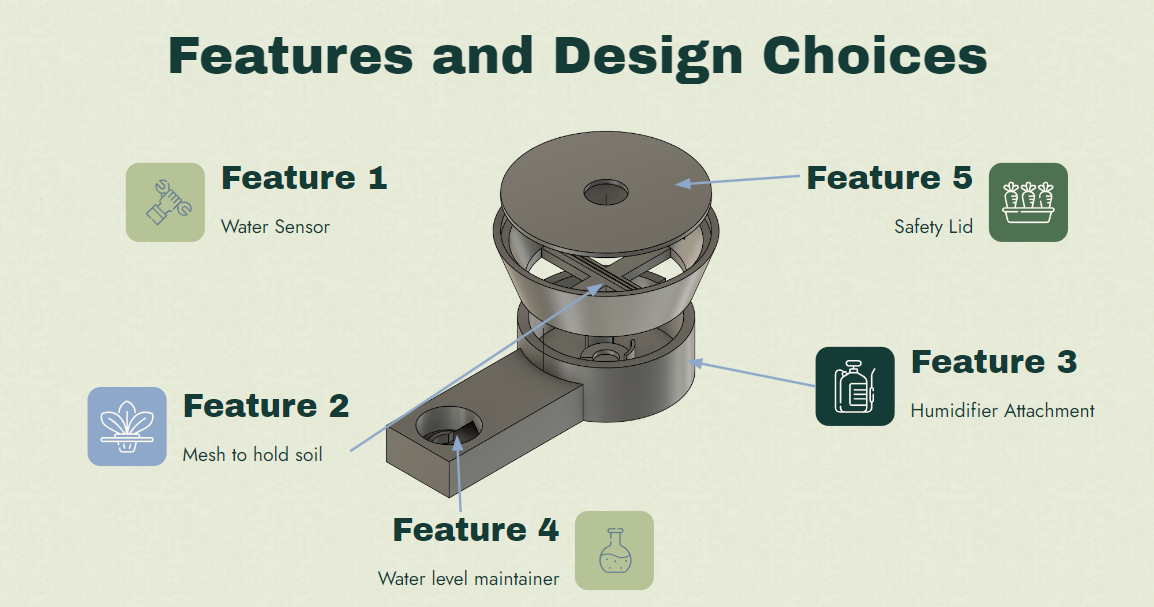 Features and Design Choices
Feature 1
Water Sensor
Feature 5
Safety Lid
Feature 2
Mesh to hold soil
Feature 3
Humidifier Attachment
Feature 4
Water level maintainer